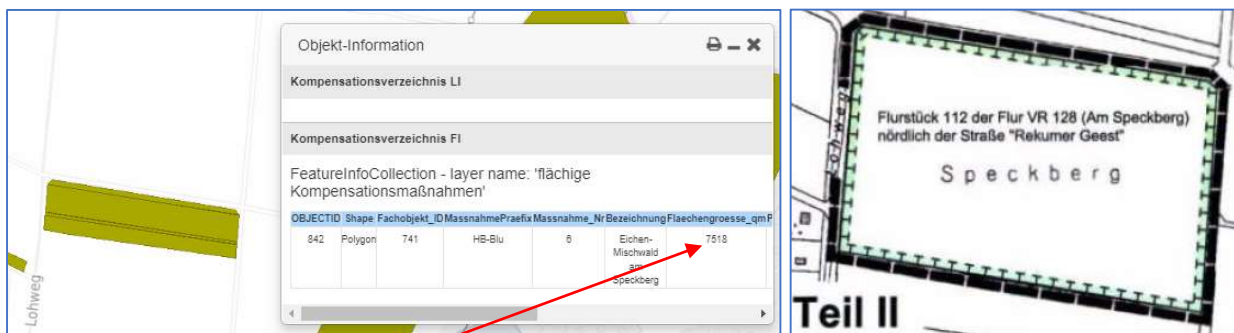 Objekt-Information
Kompensationsverzeichnis LI
Kompensationsverzeichnis FI
FeatureInfoCollection - layer name: 'flächige
Kompensationsmaßnahmen'
OBJECTID Shape Fachobjekt_ID MassnahmePraefix Massnahme_Nr Bezeichnung Flaechengroesse_qm P
842 Polygon 741 HB-Blu 6 Eichen- 7518
Mischwald
am
Speckberg
Lohweg
Flurstück 112 der Flur VR 128 (Am Speckberg)
nördlich der Straße "Rekumer Geest"
Speckberg
Teil II